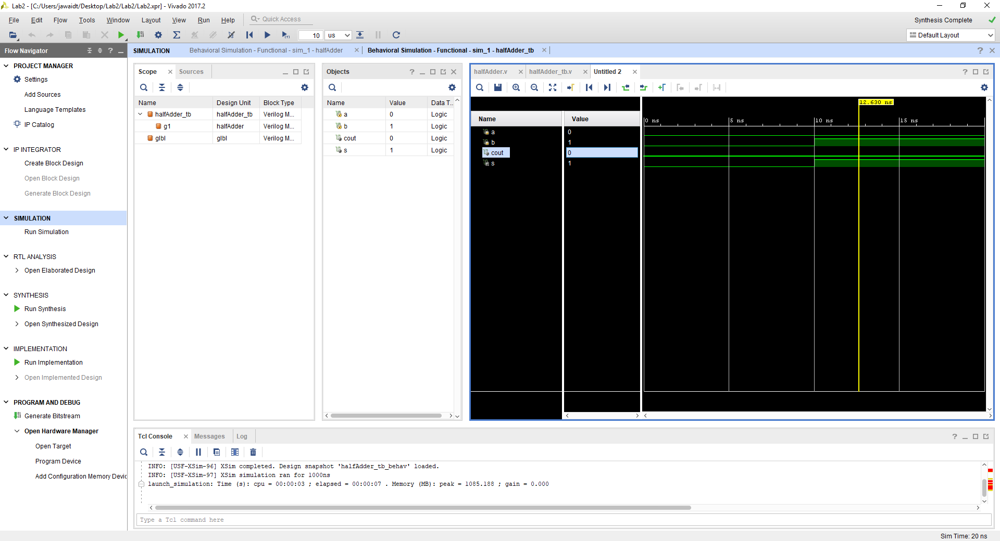 Lab2 - [C:/Users/jawaidt/Desktop/Lab2/Lab2/Lab2.xpr] - Vivado 2017.2
File Edit Flow Tools Window Layout View Run Help Quick Access
Synthesis Complete
10 us
Default Layout
Flow Navigator
PROJECT MANAGER
Settings
Add Sources
Language Templates
IP Catalog
IP INTEGRATOR
Create Block Design
Open Block Design
Generate Block Design
SIMULATION
Run Simulation
RTL ANALYSIS
Open Elaborated Design
SYNTHESIS
Run Synthesis
Open Synthesized Design
IMPLEMENTATION
Run Implementation
Open Implemented Design
PROGRAM AND DEBUG
Generate Bitstream
Open Hardware Manager
Open Target
Program Device
Add Configuration Memory Devic
SIMULATION Behavioral Simulation - Functional - sim_1 - halfAdder Behavioral Simulation - Functional - sim_1 - halfAdder_tb
Scope Sources
Name Design Unit Block Type
halfAdder_tb halfAdder_tb Verilog M...
g1 halfAdder Verilog M...
glbl glbl Verilog M...
Objects
Name Value Data T..
a 0 Logic
b 1 Logic
cout 0 Logic
s 1 Logic
halfAdder.v halfAdder_tb.v Untitled 2
12.630 ns
Name Value
0 ns 5 ns 10 ns 15 ns
a 0
b 1
cout 0
s 1
Tcl Console Messages Log
INFO: [USF-XSim-96] XSim completed. Design snapshot 'halfAdder_tb_behav' loaded.
INFO: [USF-XSim-97] XSim simulation ran for 1000ns
launch_simulation: Time (s): cpu = 00:00:03 ; elapsed = 00:00:07 . Memory (MB): peak = 1085.188 ; gain = 0.000
Type a Tcl command here
Sim Time: 20 ns